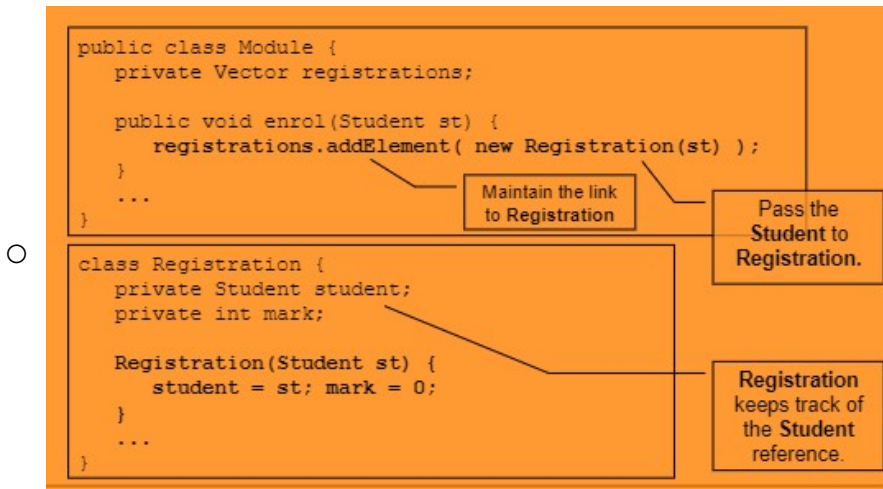 public class Module {
private Vector registrations;
public void enrol(Student st) {
registrations.addElement( new Registration(st) );
}
...
}
Maintain the link
to Registration
Pass the
Student to
Registration.
class Registration {
private Student student;
private int mark;
Registration(Student st) {
student = st; mark = 0;
}
...
}
Registration
keeps track of
the Student
reference.